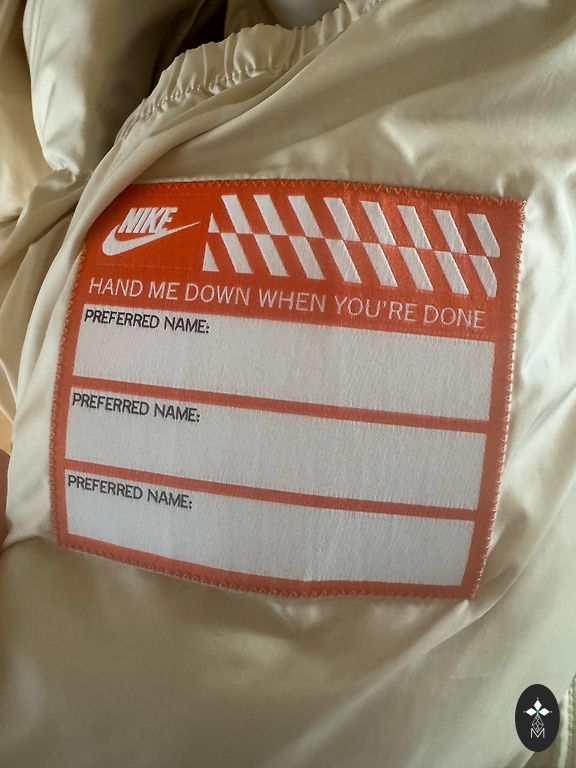 NIKE
HAND ME DOWN WHEN YOU'RE DONE
PREFERRED NAME:
PREFERRED NAME:
PREFERRED NAME:
M